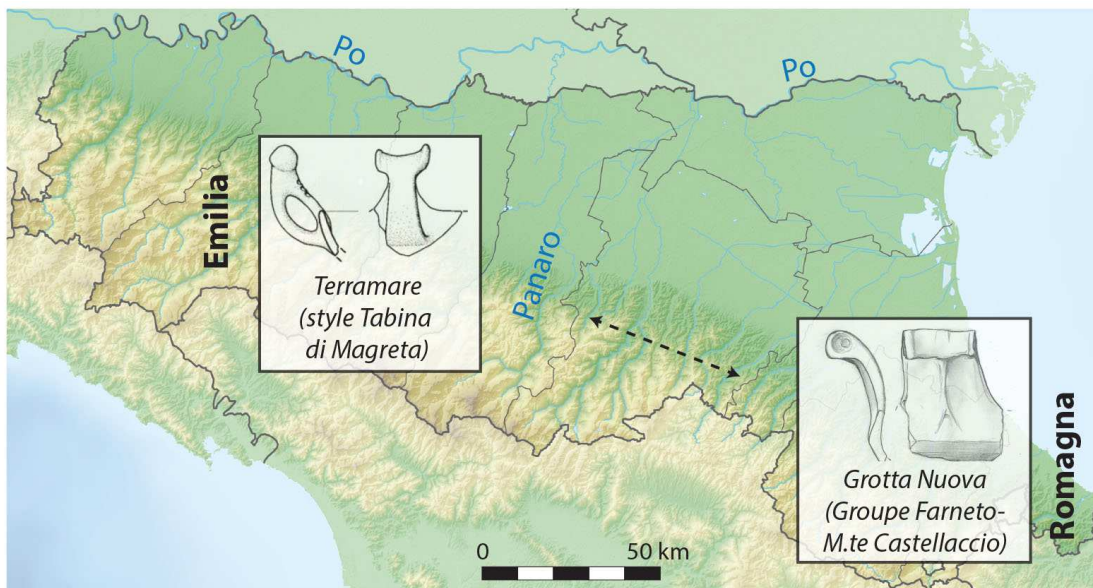 Po
Po
Emilia
Terramare
(style Tabina
di Magreta)
Panaro
Grotta Nuova
(Groupe Farneto-
M.te Castellaccio)
Romagna
0 50 km